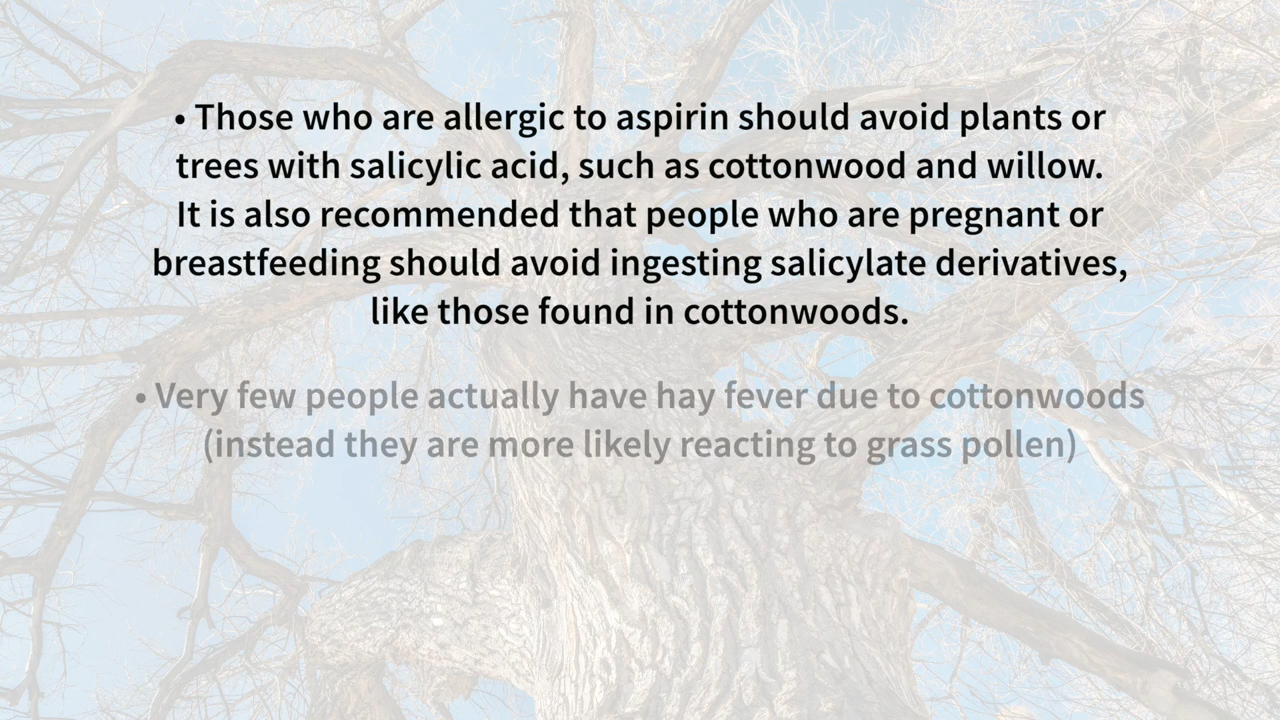 • Those who are allergic to aspirin should avoid plants or
trees with salicylic acid, such as cottonwood and willow.
It is also recommended that people who are pregnant or
breastfeeding should avoid ingesting salicylate derivatives,
like those found in cottonwoods.
• Very few people actually have hay fever due to cottonwoods
(instead they are more likely reacting to grass pollen)